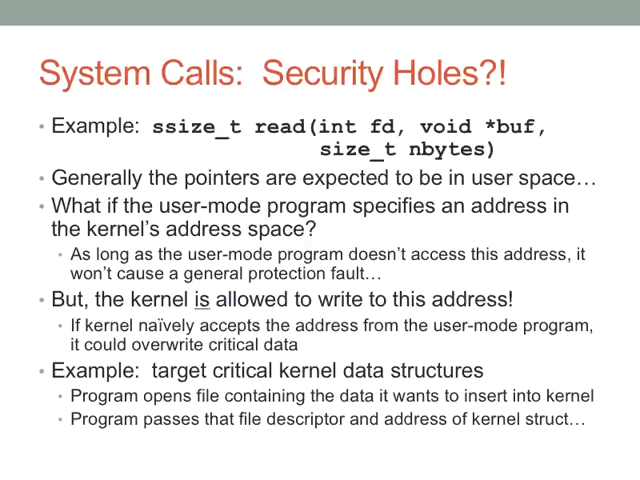 System Calls: Security Holes?!
• Example: ssize_t read(int fd, void *buf,
size_t nbytes)
• Generally the pointers are expected to be in user space…
• What if the user-mode program specifies an address in
the kernel's address space?
• As long as the user-mode program doesn't access this address, it
won't cause a general protection fault…
• But, the kernel is allowed to write to this address!
• If kernel naïvely accepts the address from the user-mode program,
it could overwrite critical data
• Example: target critical kernel data structures
• Program opens file containing the data it wants to insert into kernel
• Program passes that file descriptor and address of kernel struct…